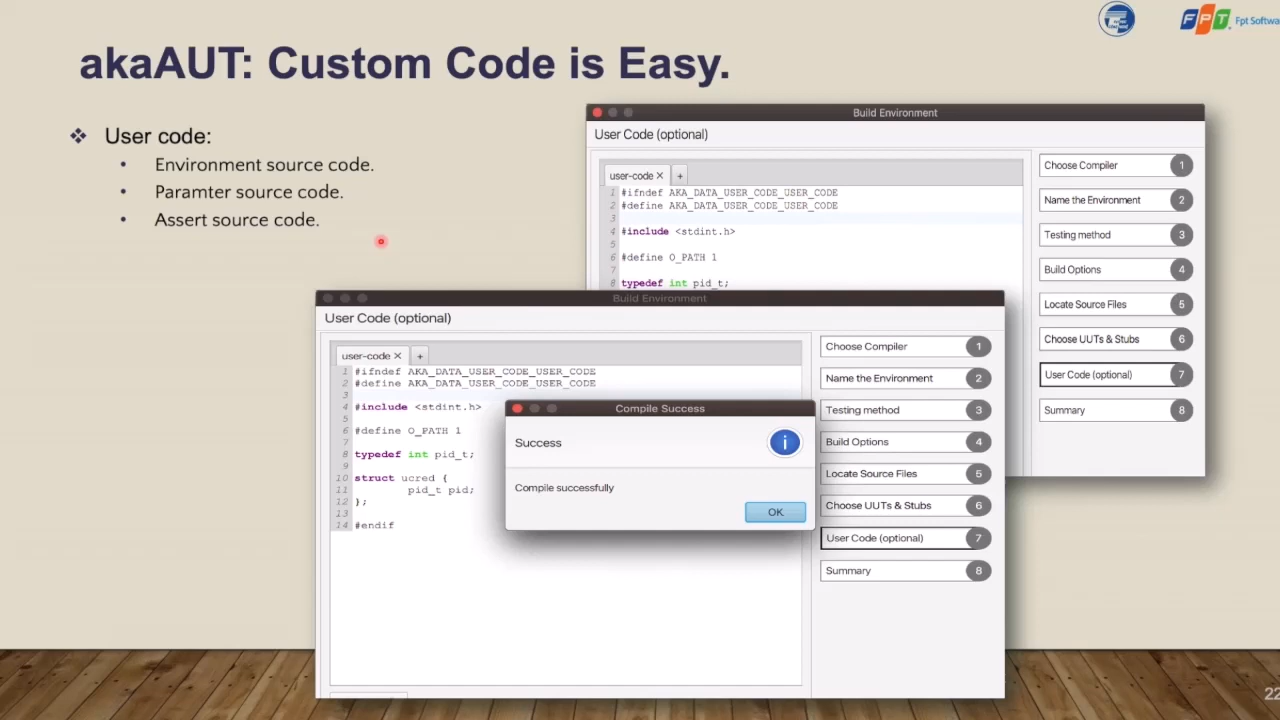 FPT Fpt Softwa
akaAUT: Custom Code is Easy.
❖ User code:
• Environment source code.
• Paramter source code.
• Assert source code.
Build Environment
User Code (optional)
user-code ✕ +
1 #ifndef AKA_DATA_USER_CODE_USER_CODE
2 #define AKA_DATA_USER_CODE_USER_CODE
3
4 #include <stdint.h>
5
6 #define O_PATH 1
7
8 typedef int pid_t;
Choose Compiler 1
Name the Environment 2
Testing method 3
Build Options 4
Locate Source Files 5
Choose UUTs & Stubs 6
User Code (optional) 7
Summary 8
Build Environment
User Code (optional)
user-code ✕ +
1 #ifndef AKA_DATA_USER_CODE_USER_CODE
2 #define AKA_DATA_USER_CODE_USER_CODE
3
4 #include <stdint.h>
5
6 #define O_PATH 1
7
8 typedef int pid_t;
9
10 struct ucred {
11 pid_t pid;
12 };
13
14 #endif
Compile Success
Success
Compile successfully
OK
Choose Compiler 1
Name the Environment 2
Testing method 3
Build Options 4
Locate Source Files 5
Choose UUTs & Stubs 6
User Code (optional) 7
Summary 8
22